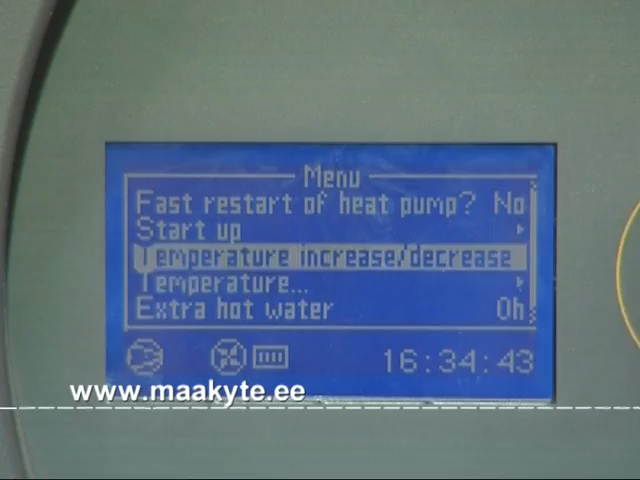 Menu
Fast restart of heat pump? No
Start up
Temperature increase/decrease
Temperature...
Extra hot water 0h
16:34:43
www.maakyte.ee